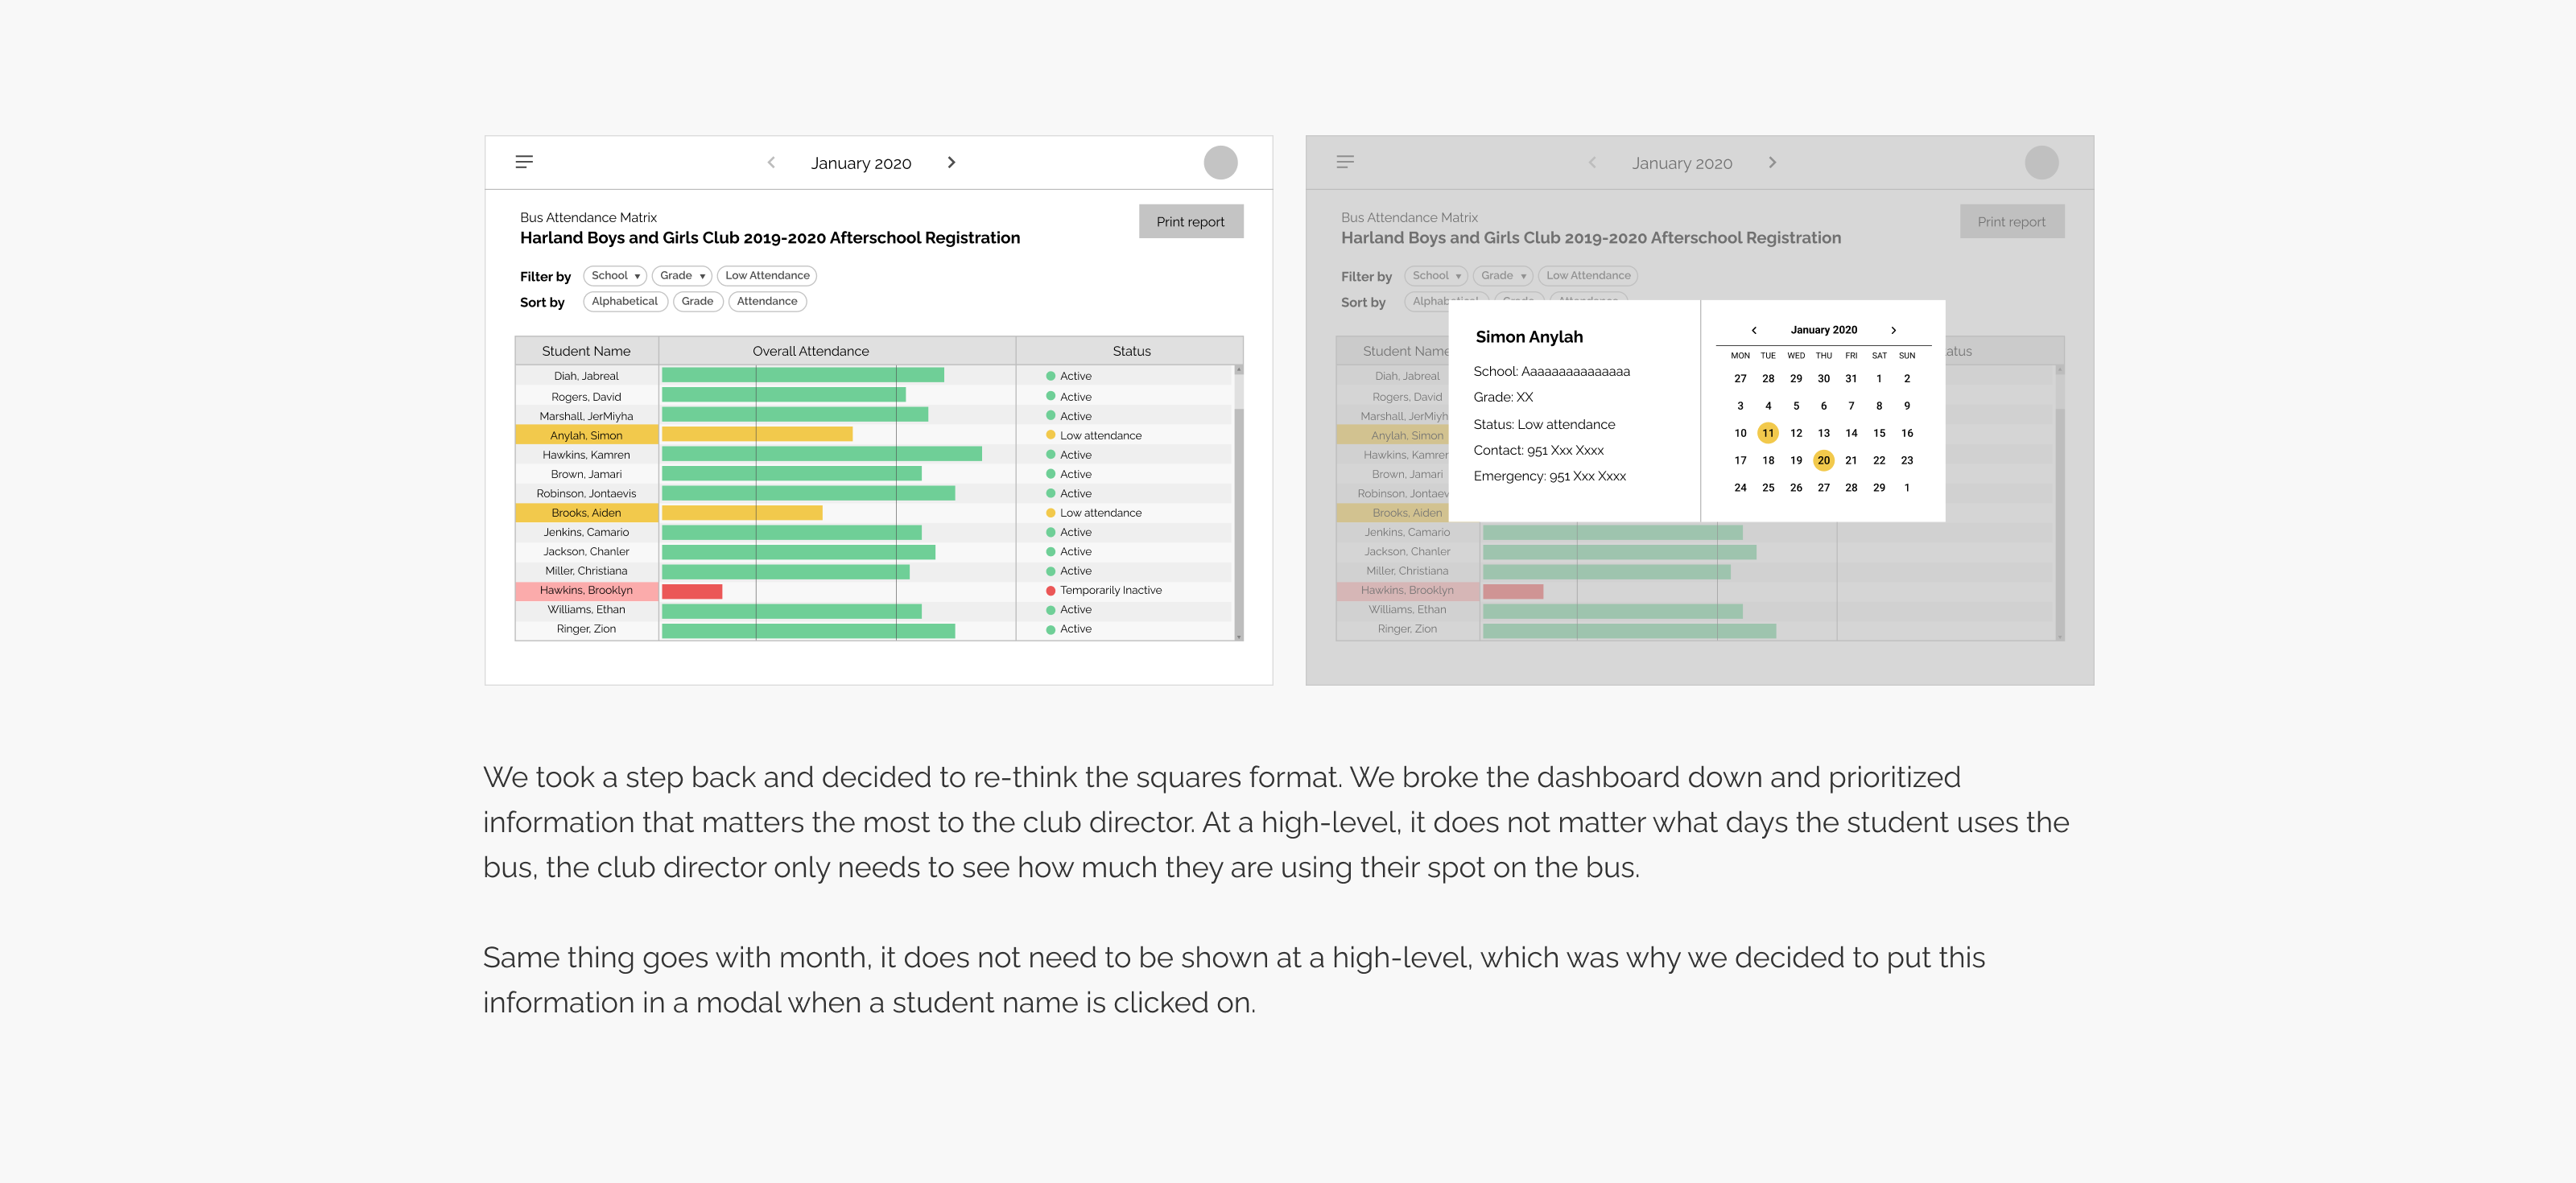 January 2020
Bus Attendance Matrix
Print report
Harland Boys and Girls Club 2019-2020 Afterschool Registration
Filter by School Grade Low Attendance
Sort by Alphabetical Grade Attendance
Student Name Overall Attendance Status
Diah, Jabreal Active
Rogers, David Active
Marshall, JerMiyha Active
Anylah, Simon Low attendance
Hawkins, Kamren Active
Brown, Jamari Active
Robinson, Jontaevis Active
Brooks, Aiden Low attendance
Jenkins, Camario Active
Jackson, Chanler Active
Miller, Christiana Active
Hawkins, Brooklyn Temporarily Inactive
Williams, Ethan Active
Ringer, Zion Active
January 2020
Bus Attendance Matrix
Print report
Harland Boys and Girls Club 2019-2020 Afterschool Registration
Filter by School Grade Low Attendance
Sort by Alphabetical Grade Attendance
Student Name atus
Diah, Jabreal
Rogers, David
Marshall, JerMiyh
Anylah, Simon
Hawkins, Kamren
Brown, Jamari
Robinson, Jontaev
Brooks, Aiden
Jenkins, Camario
Jackson, Chanler
Miller, Christiana
Hawkins, Brooklyn
Williams, Ethan
Ringer, Zion
Simon Anylah
School: Aaaaaaaaaaaaaaa
Grade: XX
Status: Low attendance
Contact: 951 Xxx Xxxx
Emergency: 951 Xxx Xxxx
January 2020
MON TUE WED THU FRI SAT SUN
27 28 29 30 31 1 2
3 4 5 6 7 8 9
10 11 12 13 14 15 16
17 18 19 20 21 22 23
24 25 26 27 28 29 1
We took a step back and decided to re-think the squares format. We broke the dashboard down and prioritized
information that matters the most to the club director. At a high-level, it does not matter what days the student uses the
bus, the club director only needs to see how much they are using their spot on the bus.
Same thing goes with month, it does not need to be shown at a high-level, which was why we decided to put this
information in a modal when a student name is clicked on.